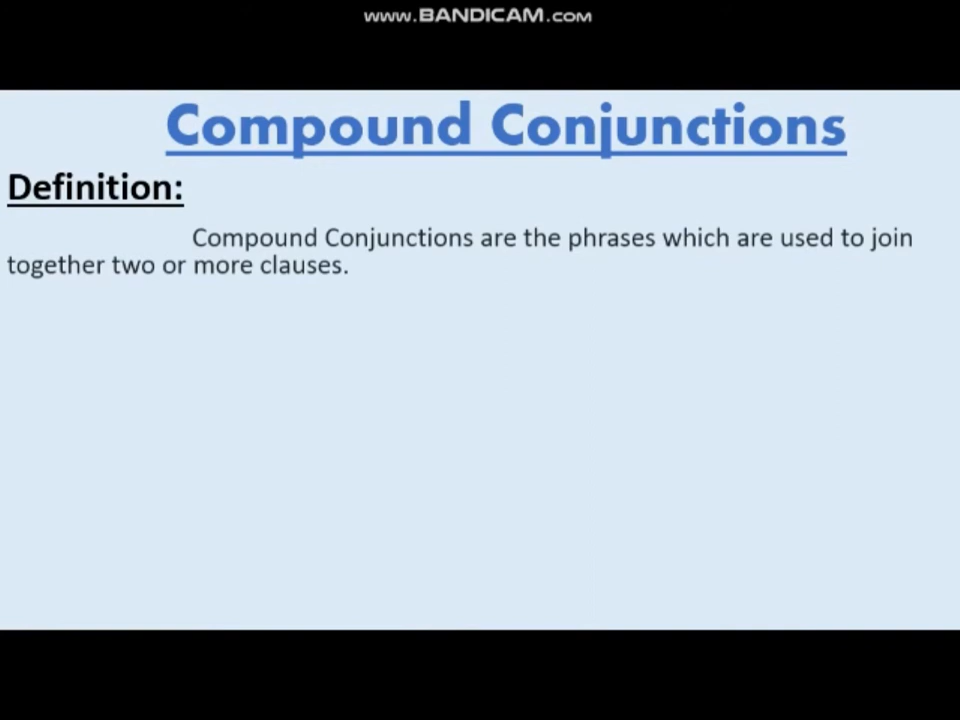 www.BANDICAM.com
Compound Conjunctions
Definition:
Compound Conjunctions are the phrases which are used to join
together two or more clauses.